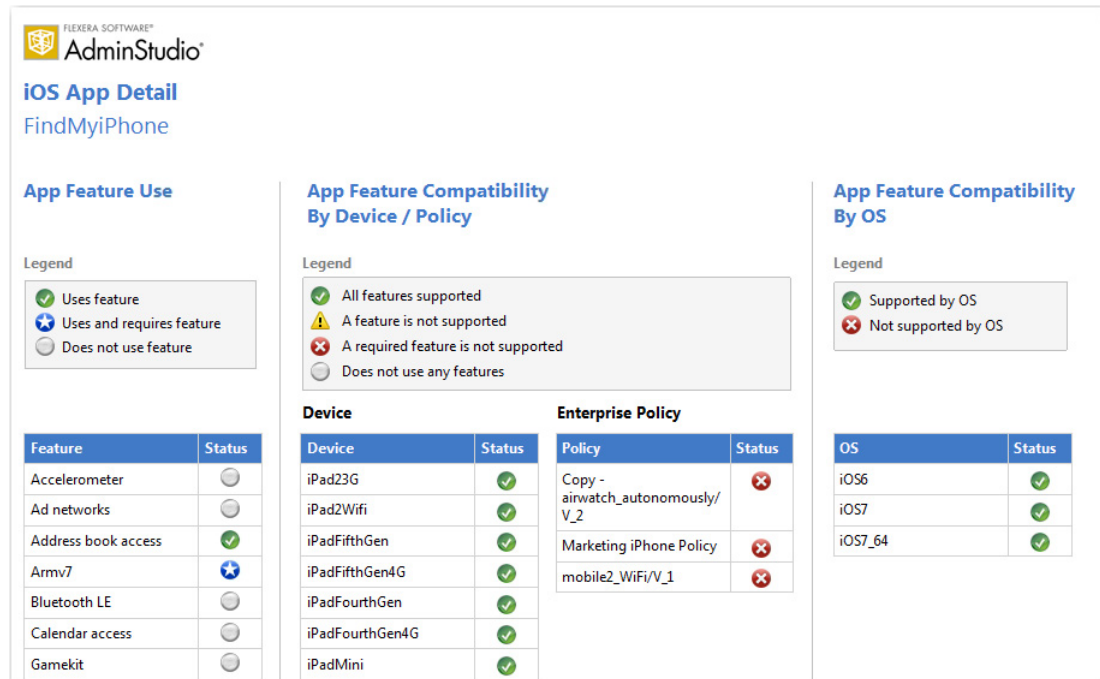 FLEXERA SOFTWARE®
AdminStudio®
iOS App Detail
FindMyiPhone
App Feature Use
Legend
Uses feature
Uses and requires feature
Does not use feature
Feature Status
Accelerometer
Ad networks
Address book access
Armv7
Bluetooth LE
Calendar access
Gamekit
App Feature Compatibility
By Device / Policy
Legend
All features supported
A feature is not supported
A required feature is not supported
Does not use any features
Device
Device Status
iPad23G
iPad2Wifi
iPadFifthGen
iPadFifthGen4G
iPadFourthGen
iPadFourthGen4G
iPadMini
Enterprise Policy
Policy Status
Copy -
airwatch_autonomously/
V_2
Marketing iPhone Policy
mobile2_WiFi/V_1
App Feature Compatibility
By OS
Legend
Supported by OS
Not supported by OS
OS Status
iOS6
iOS7
iOS7_64